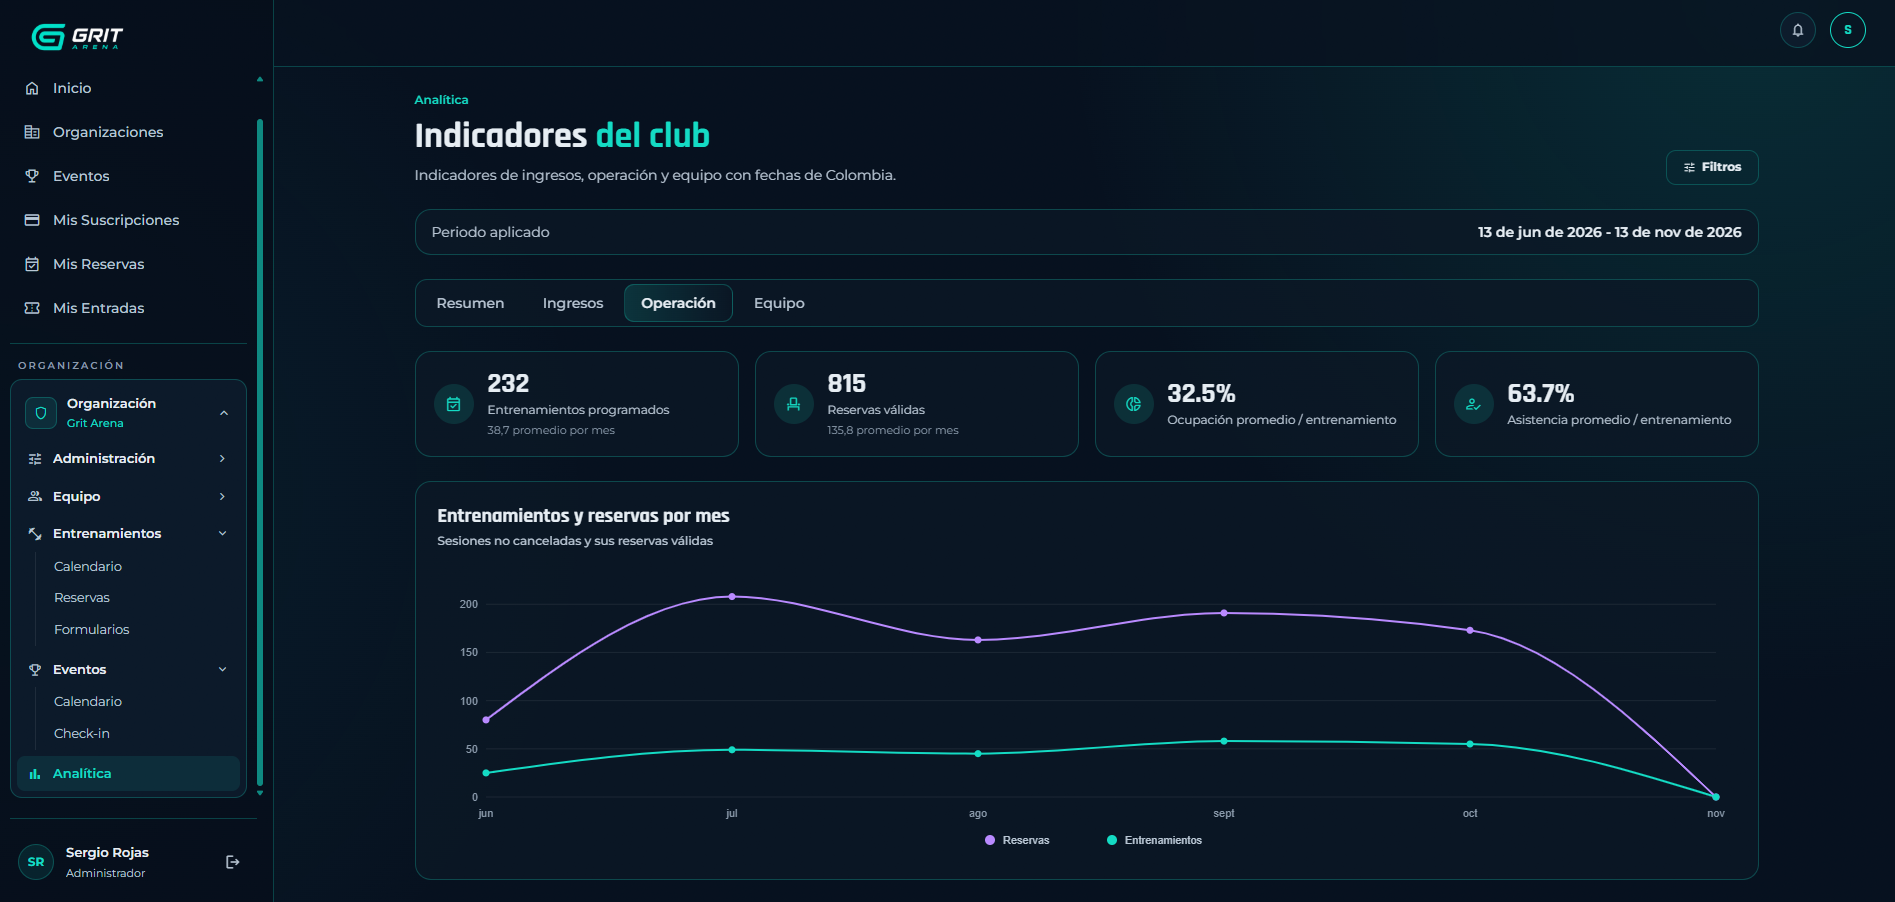 GRIT
ARENA
Inicio
Organizaciones
Eventos
Mis Suscripciones
Mis Reservas
Mis Entradas
ORGANIZACIÓN
Organización
Grit Arena
Administración
Equipo
Entrenamientos
Calendario
Reservas
Formularios
Eventos
Calendario
Check-in
Analítica
SR
Sergio Rojas
Administrador
S
Analítica
Indicadores del club
Indicadores de ingresos, operación y equipo con fechas de Colombia.
Filtros
Periodo aplicado
13 de jun de 2026 - 13 de nov de 2026
Resumen
Ingresos
Operación
Equipo
232
Entrenamientos programados
38,7 promedio por mes
815
Reservas válidas
135,8 promedio por mes
32.5%
Ocupación promedio / entrenamiento
63.7%
Asistencia promedio / entrenamiento
Entrenamientos y reservas por mes
Sesiones no canceladas y sus reservas válidas
200
150
100
50
0
jun
jul
ago
sept
oct
nov
Reservas
Entrenamientos